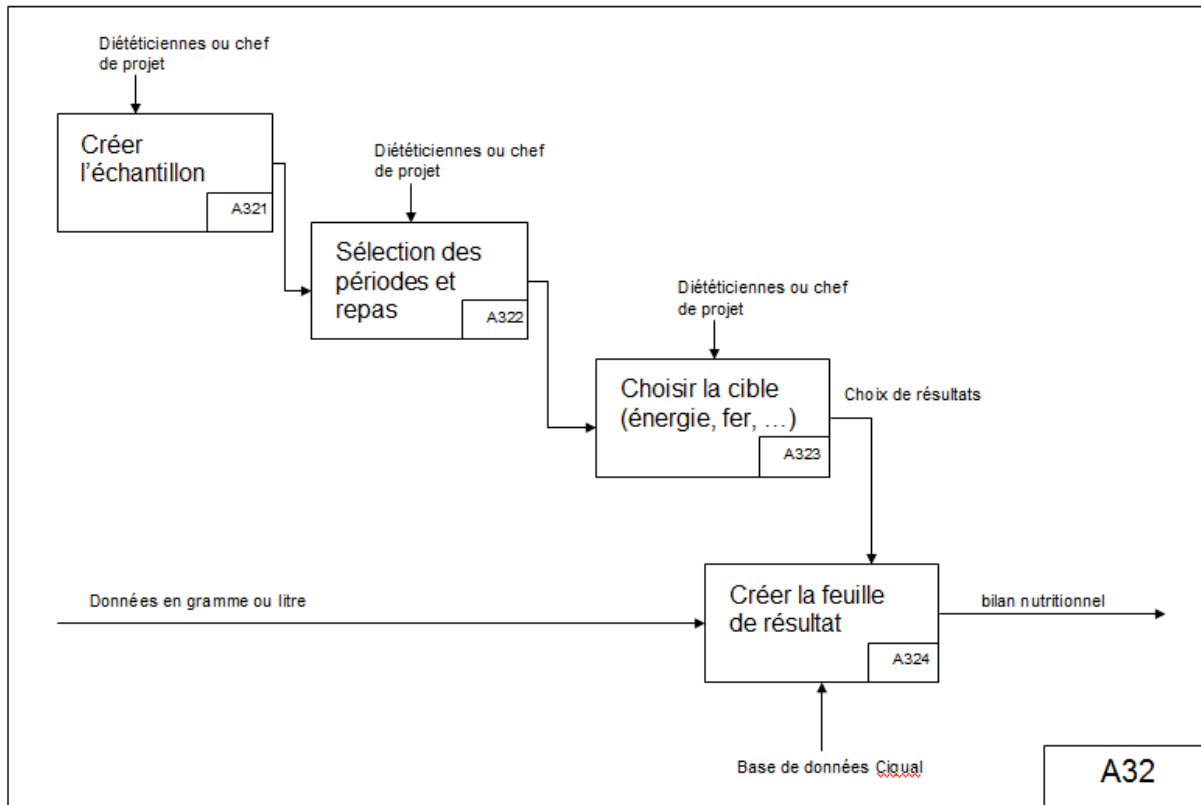 Diététiciennes ou chef
de projet
Créer
l'échantillon
A321
Diététiciennes ou chef
de projet
Sélection des
périodes et
repas
A322
Diététiciennes ou chef
de projet
Choisir la cible
(énergie, fer, …)
A323
Choix de résultats
Données en gramme ou litre
Créer la feuille
de résultat
A324
bilan nutritionnel
Base de données Ciqual
A32